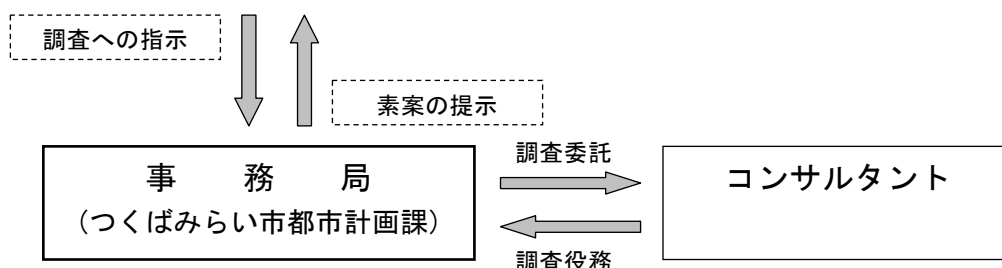 調査への指示
素案の提示
事務局
（つくばみらい市都市計画課）
調査委託
コンサルタント
調査役務